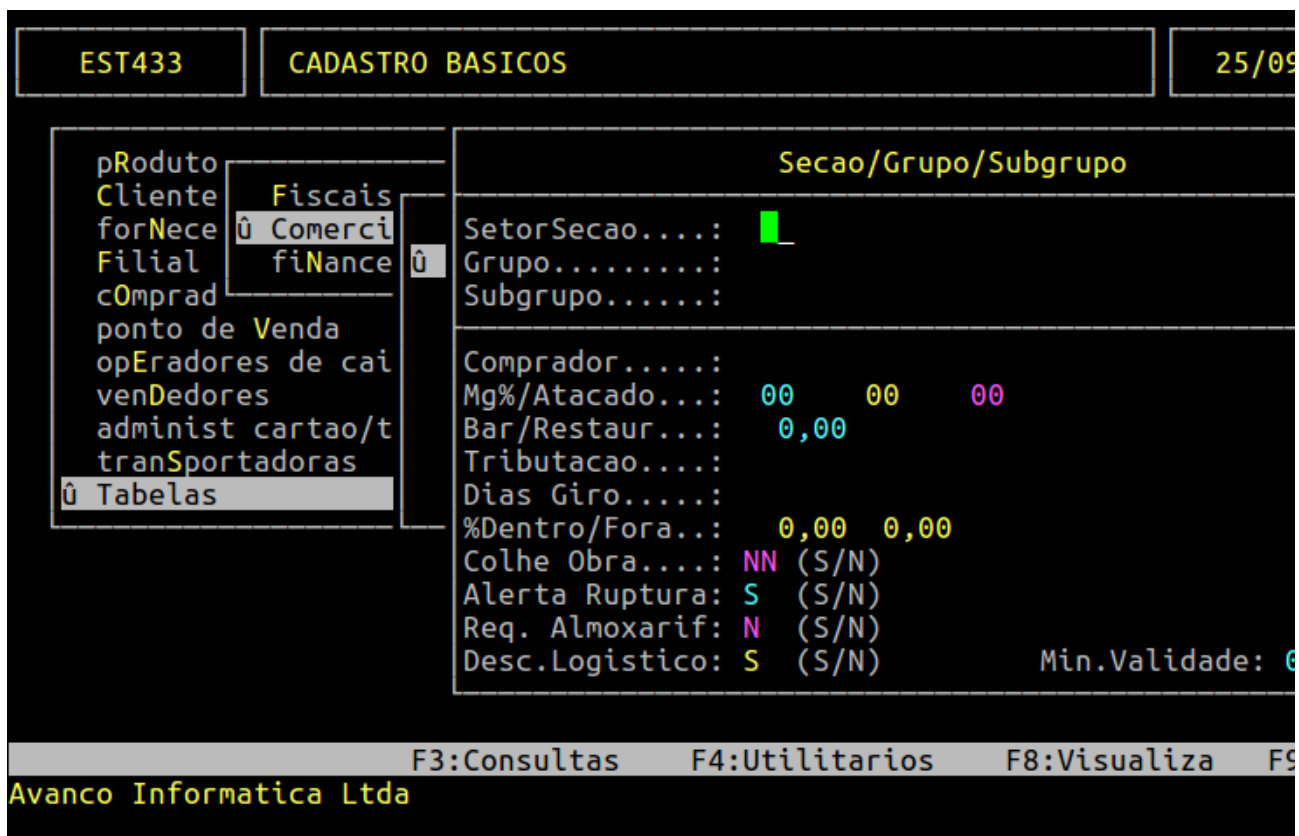 EST433 CADASTRO BASICOS 25/09
Secao/Grupo/Subgrupo
pRoduto
Cliente Fiscais
forNece û Comerci SetorSecao....:
Filial fiNance û Grupo.........:
cOmprad Subgrupo......:
ponto de Venda
opEradores de cai Comprador.....:
venDedores Mg%/Atacado...: 00 00 00
administ cartao/t Bar/Restaur...: 0,00
tranSportadoras Tributacao....:
û Tabelas Dias Giro.....:
%Dentro/Fora..: 0,00 0,00
Colhe Obra....: NN (S/N)
Alerta Ruptura: S (S/N)
Req. Almoxarif: N (S/N)
Desc.Logistico: S (S/N) Min.Validade: 0
F3:Consultas F4:Utilitarios F8:Visualiza F9
Avanco Informatica Ltda